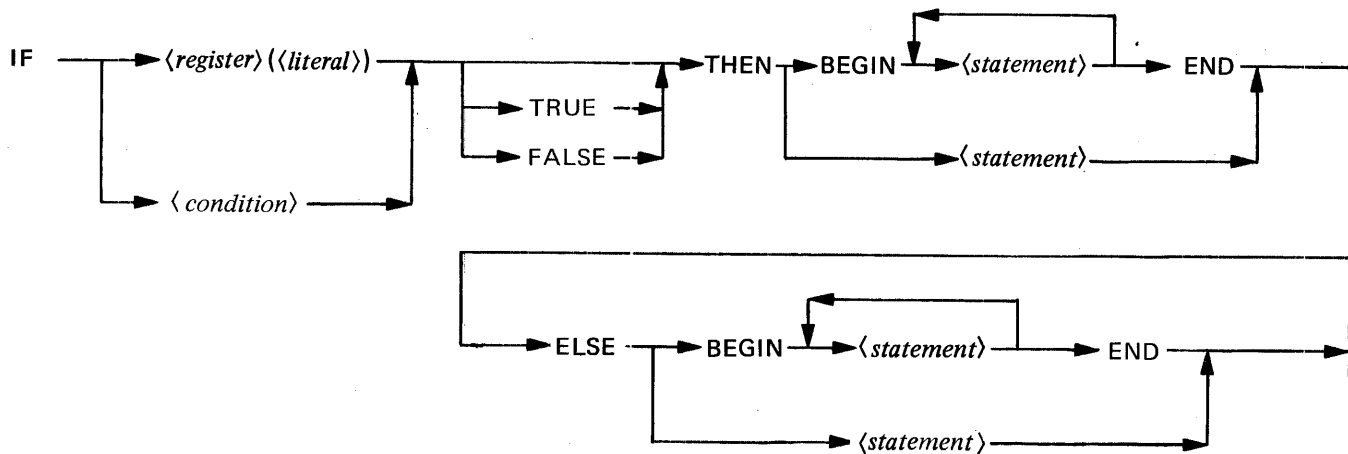 IF ⟨register⟩(⟨literal⟩) THEN BEGIN ⟨statement⟩ END
TRUE
FALSE
⟨statement⟩
⟨condition⟩
ELSE BEGIN ⟨statement⟩ END
⟨statement⟩